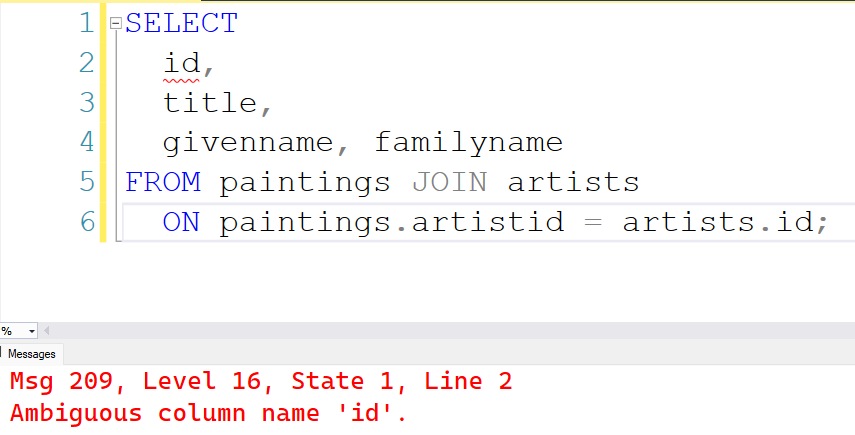 1 SELECT
2 id,
3 title,
4 givenname, familyname
5 FROM paintings JOIN artists
6 ON paintings.artistid = artists.id;
%
Messages
Msg 209, Level 16, State 1, Line 2
Ambiguous column name 'id'.